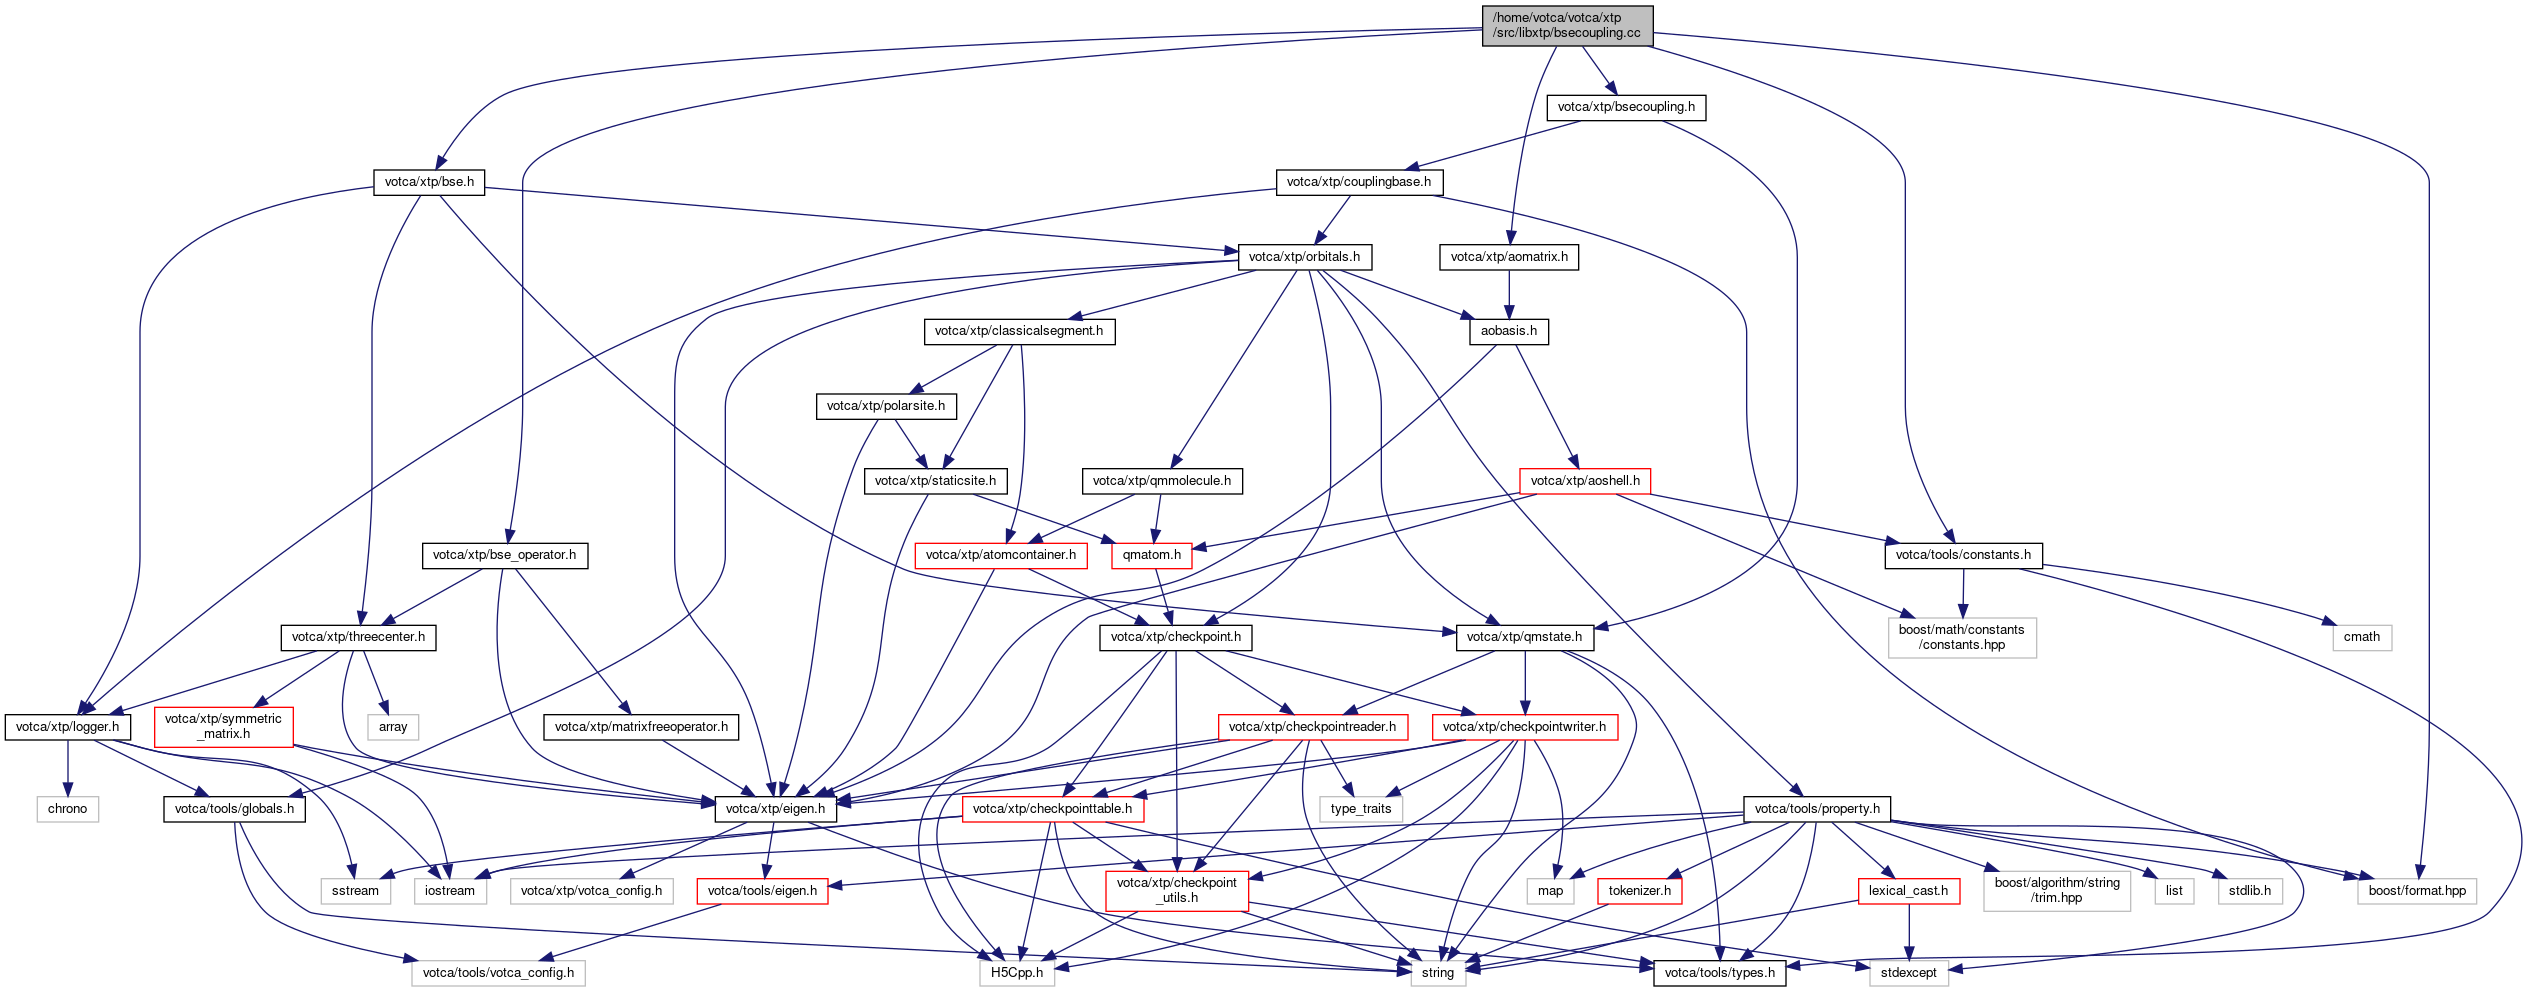 /home/votca/votca/xtp
/src/libxtp/bsecoupling.cc
votca/xtp/bsecoupling.h
votca/xtp/bse.h
votca/xtp/couplingbase.h
votca/xtp/orbitals.h
votca/xtp/aomatrix.h
votca/xtp/classicalsegment.h
aobasis.h
votca/xtp/polarsite.h
votca/xtp/staticsite.h
votca/xtp/qmmolecule.h
votca/xtp/aoshell.h
votca/xtp/bse_operator.h
votca/xtp/atomcontainer.h
qmatom.h
votca/tools/constants.h
votca/xtp/threecenter.h
votca/xtp/checkpoint.h
votca/xtp/qmstate.h
boost/math/constants
/constants.hpp
cmath
votca/xtp/logger.h
votca/xtp/symmetric
_matrix.h
array
votca/xtp/matrixfreeoperator.h
votca/xtp/checkpointreader.h
votca/xtp/checkpointwriter.h
chrono
votca/tools/globals.h
votca/xtp/eigen.h
votca/xtp/checkpointtable.h
type_traits
votca/tools/property.h
sstream
iostream
votca/xtp/votca_config.h
votca/tools/eigen.h
votca/xtp/checkpoint
_utils.h
map
tokenizer.h
lexical_cast.h
boost/algorithm/string
/trim.hpp
list
stdlib.h
boost/format.hpp
votca/tools/votca_config.h
H5Cpp.h
string
votca/tools/types.h
stdexcept